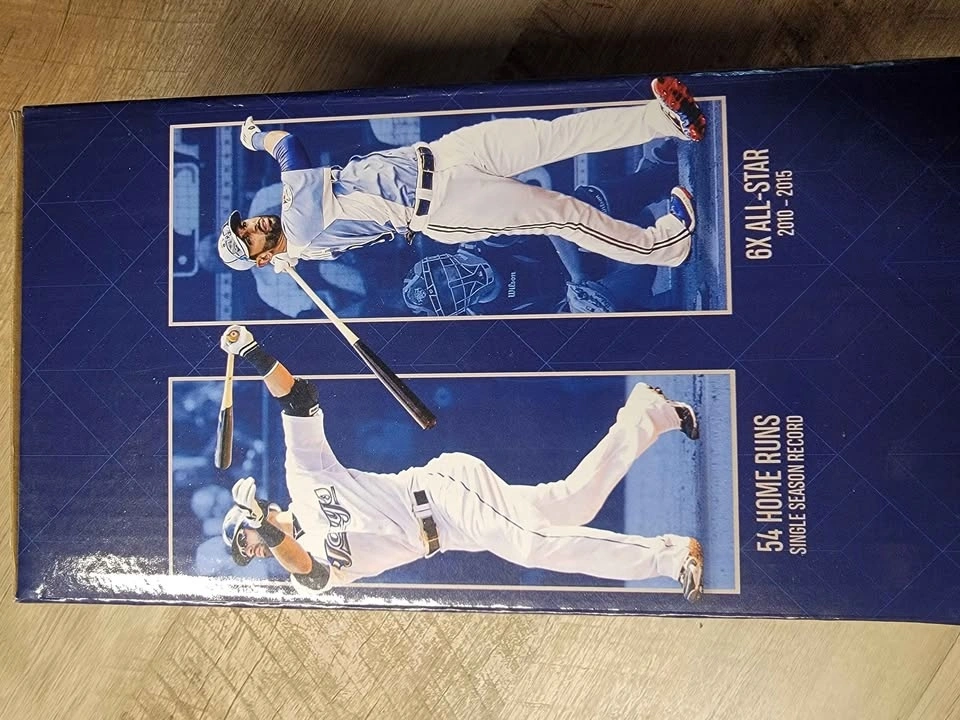 Jays
54 HOME RUNS
SINGLE SEASON RECORD
Wilson
6X ALL-STAR
2010 - 2015